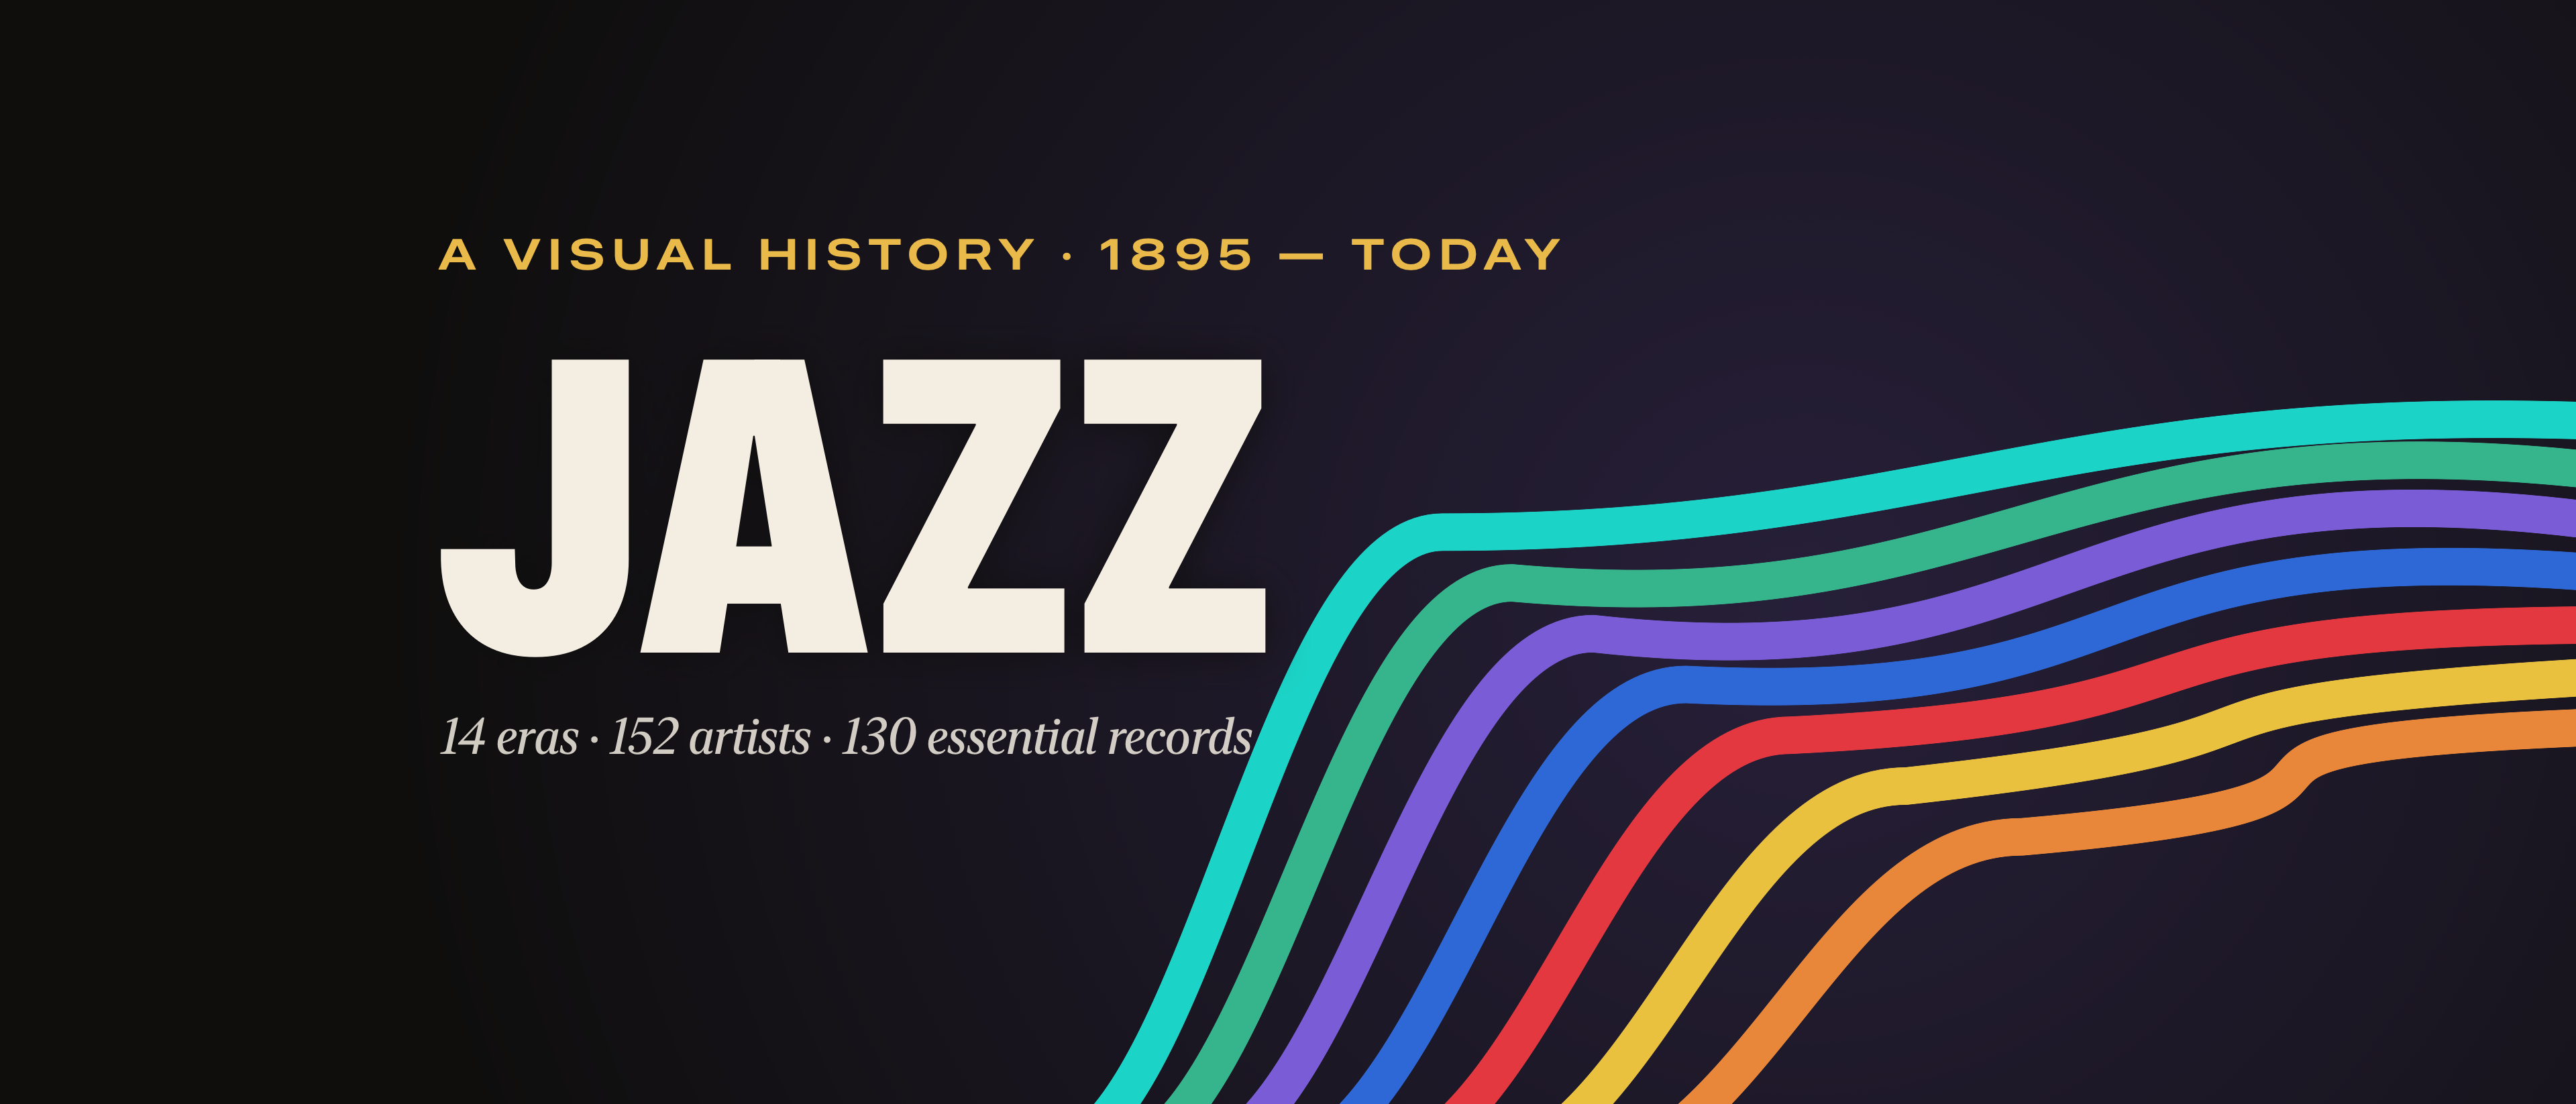 A VISUAL HISTORY · 1895 — TODAY
JAZZ
14 eras · 152 artists · 130 essential records